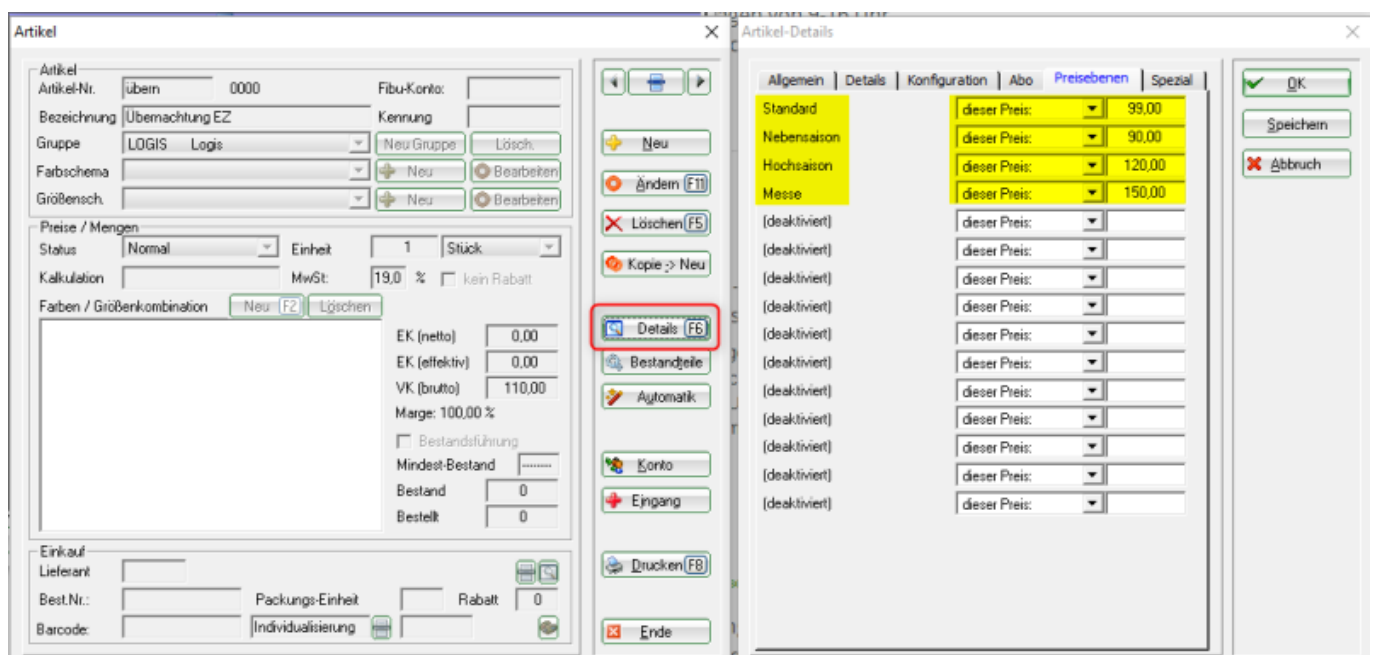 Artikel
Artikel
Artikel-Nr. übern 0000 Fibu-Konto:
Bezeichnung Übernachtung EZ Kennung
Gruppe LOGIS Logis Neu Gruppe Lösch.
Farbschema Neu Bearbeiten
Größensch. Neu Bearbeiten
Preise / Mengen
Status Normal Einheit 1 Stück
Kalkulation MwSt: 19,0 % kein Rabatt
Farben / Größenkombination Neu F2 Löschen
EK (netto) 0,00
EK (effektiv) 0,00
VK (brutto) 110,00
Marge: 100,00 %
Bestandsführung
Mindest-Bestand --------
Bestand 0
Bestellt 0
Einkauf
Lieferant
Best.Nr.: Packungs-Einheit Rabatt 0
Barcode: Individualisierung
Neu
Ändern F11
Löschen F5
Kopie -> Neu
Details F6
Bestandteile
Automatik
Konto
Eingang
Drucken F8
Ende
Artikel-Details
Allgemein Details Konfiguration Abo Preisebenen Spezial
Standard dieser Preis: 99,00
Nebensaison dieser Preis: 90,00
Hochsaison dieser Preis: 120,00
Messe dieser Preis: 150,00
(deaktiviert) dieser Preis:
(deaktiviert) dieser Preis:
(deaktiviert) dieser Preis:
(deaktiviert) dieser Preis:
(deaktiviert) dieser Preis:
(deaktiviert) dieser Preis:
(deaktiviert) dieser Preis:
(deaktiviert) dieser Preis:
(deaktiviert) dieser Preis:
(deaktiviert) dieser Preis:
(deaktiviert) dieser Preis:
OK
Speichern
Abbruch